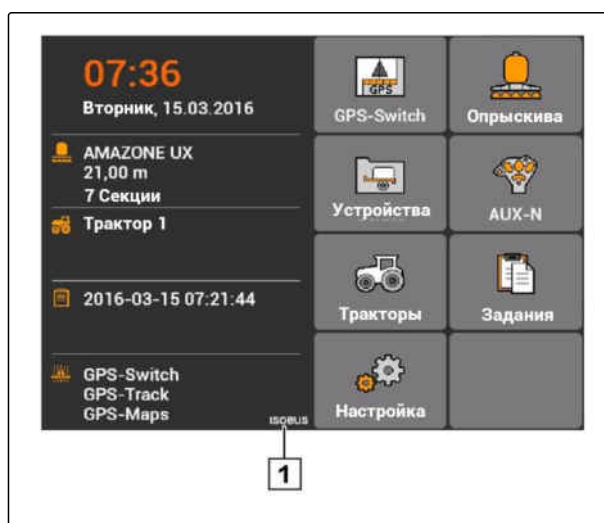 07:36
Вторник, 15.03.2016
AMAZONE UX
21,00 m
7 Секции
Трактор 1
2016-03-15 07:21:44
GPS-Switch
GPS-Track
GPS-Maps
ISOBUS
GPS
GPS-Switch
Опрыскива
Устройства
AUX-N
Тракторы
Задания
Настройка
1